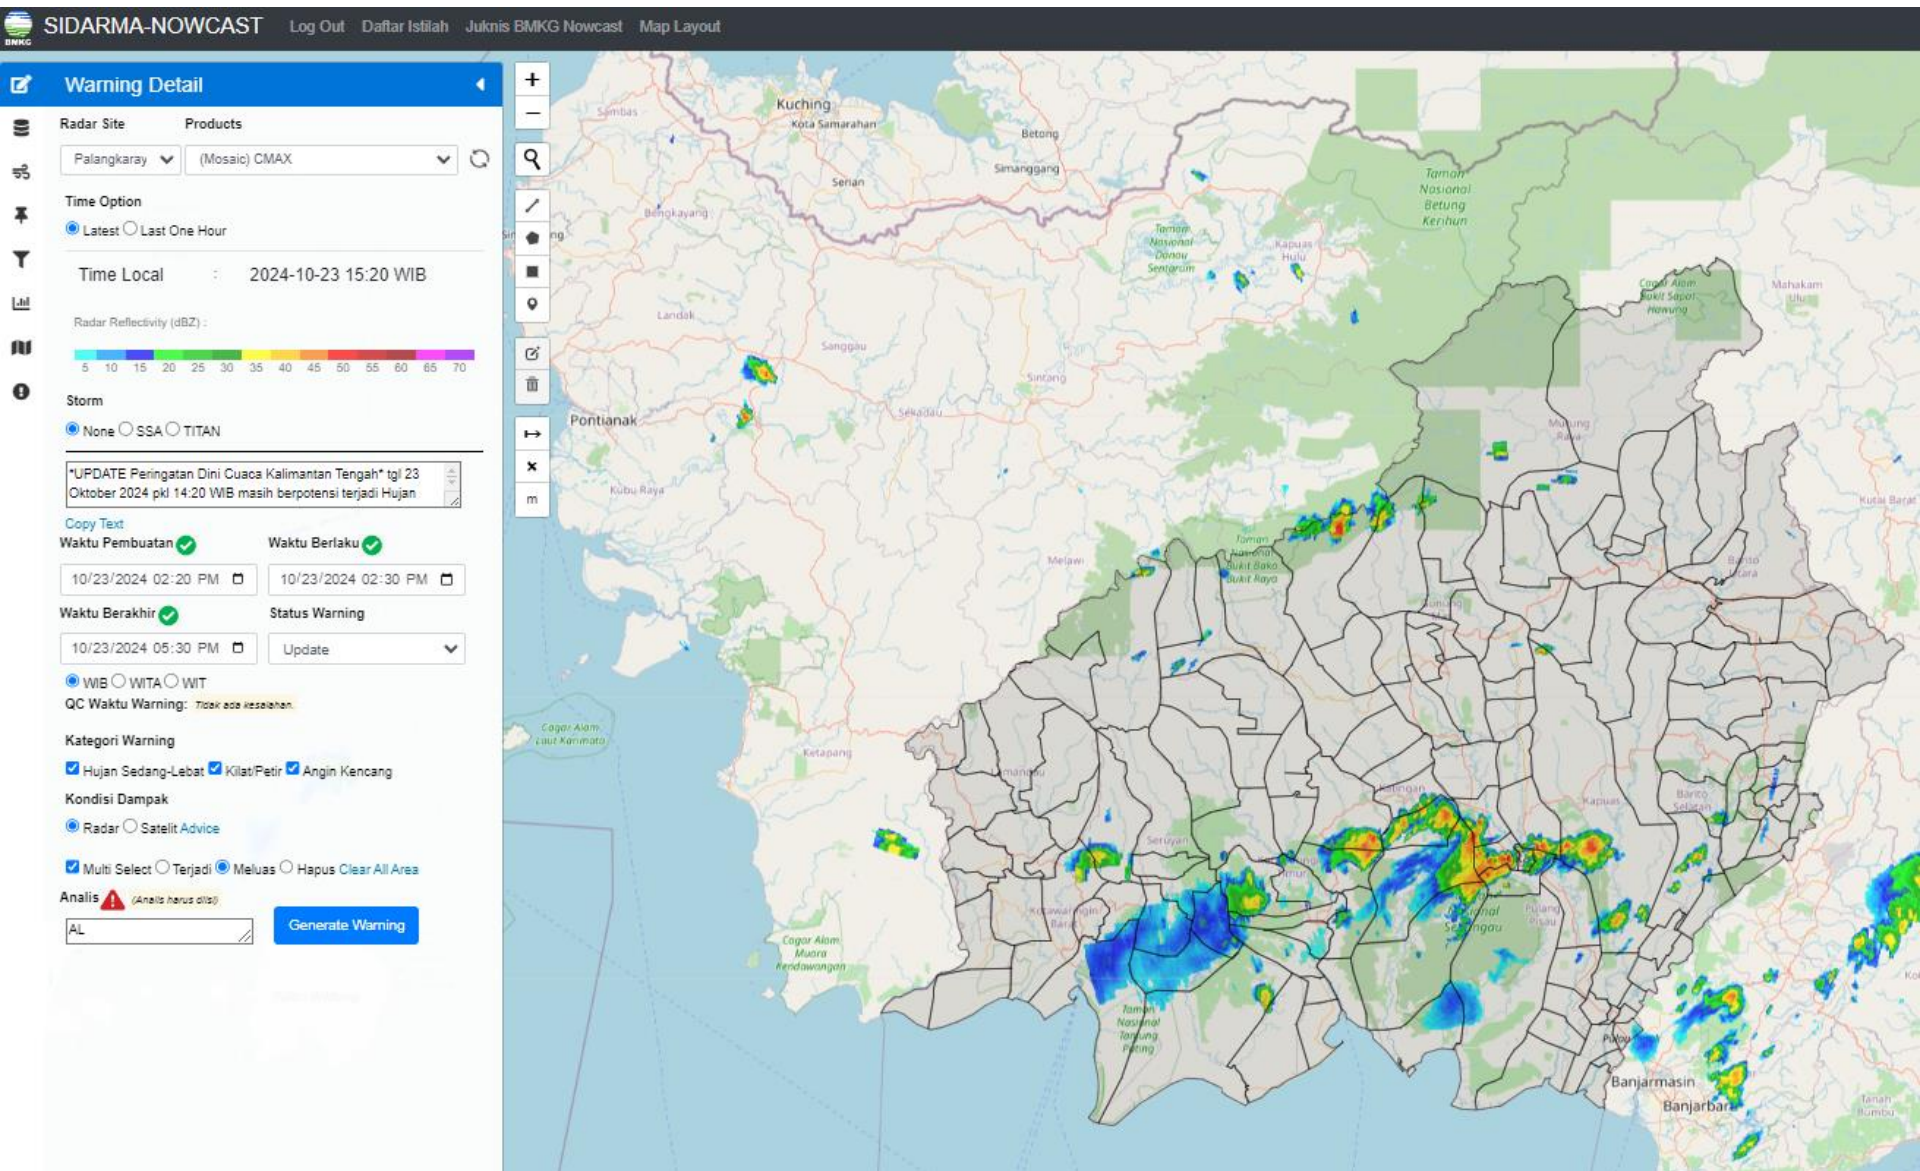 BMKG
SIDARMA-NOWCAST Log Out Daftar Istilah Juknis BMKG Nowcast Map Layout
Warning Detail
Radar Site Products
Palangkaray (Mosaic) CMAX
Time Option
Latest Last One Hour
Time Local : 2024-10-23 15:20 WIB
Radar Reflectivity (dBZ) :
5 10 15 20 25 30 35 40 45 50 55 60 65 70
Storm
None SSA TITAN
*UPDATE Peringatan Dini Cuaca Kalimantan Tengah* tgl 23
Oktober 2024 pkl 14:20 WIB masih berpotensi terjadi Hujan
Copy Text
Waktu Pembuatan Waktu Berlaku
10/23/2024 02:20 PM 10/23/2024 02:30 PM
Waktu Berakhir Status Warning
10/23/2024 05:30 PM Update
WIB WITA WIT
QC Waktu Warning: Tidak ada kesalahan.
Kategori Warning
Hujan Sedang-Lebat Kilat/Petir Angin Kencang
Kondisi Dampak
Radar Satelit Advice
Multi Select Terjadi Meluas Hapus Clear All Area
Analis (Analis harus diisi)
AL
Generate Warning
+
−
m
Sambas
Kuching
Kota Samarahan
Betong
Simanggang
Serian
Bengkayang
Taman
Nasional
Betung
Kerihun
Taman
Nasional
Danau
Sentarum
Kapuas
Hulu
Cagar Alam
Bukit Sapat
Hawung
Mahakam
Ulu
Landak
Sanggau
Sintang
Sekadau
Pontianak
Murung
Raya
Kubu Raya
Kutai Barat
Melawi
Taman
Nasional
Bukit Baka
Bukit Raya
Barito
Utara
Gunung
Cagar Alam
Laut Karimata
Ketapang
Lamandau
Katingan
Kapuas
Barito
Selatan
Seruyan
Timur
Kotawaringin
Barat
Pulang
Pisau
Cagar Alam
Muara
Kendawangan
Taman
Nasional
Tanjung
Puting
Banjarmasin
Banjarbaru
Tanah
Bumbu